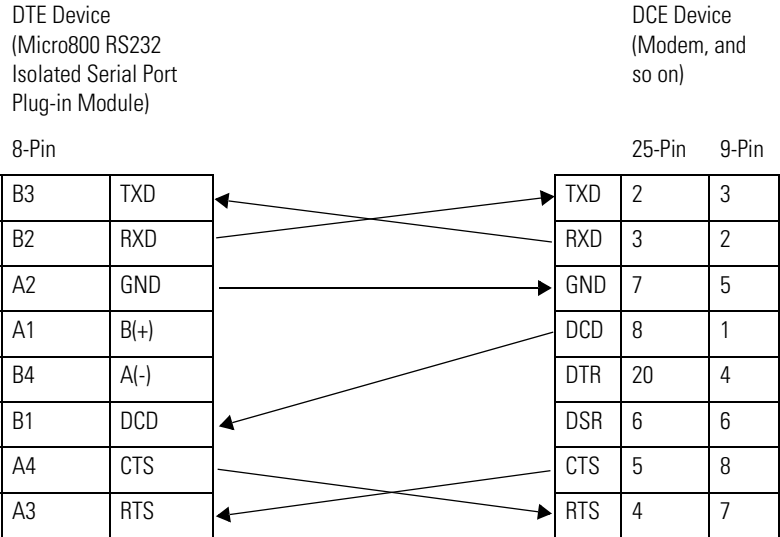 DTE Device
(Micro800 RS232
Isolated Serial Port
Plug-in Module)
DCE Device
(Modem, and
so on)
8-Pin
25-Pin 9-Pin
B3 TXD TXD 2 3
B2 RXD RXD 3 2
A2 GND GND 7 5
A1 B(+) DCD 8 1
B4 A(-) DTR 20 4
B1 DCD DSR 6 6
A4 CTS CTS 5 8
A3 RTS RTS 4 7